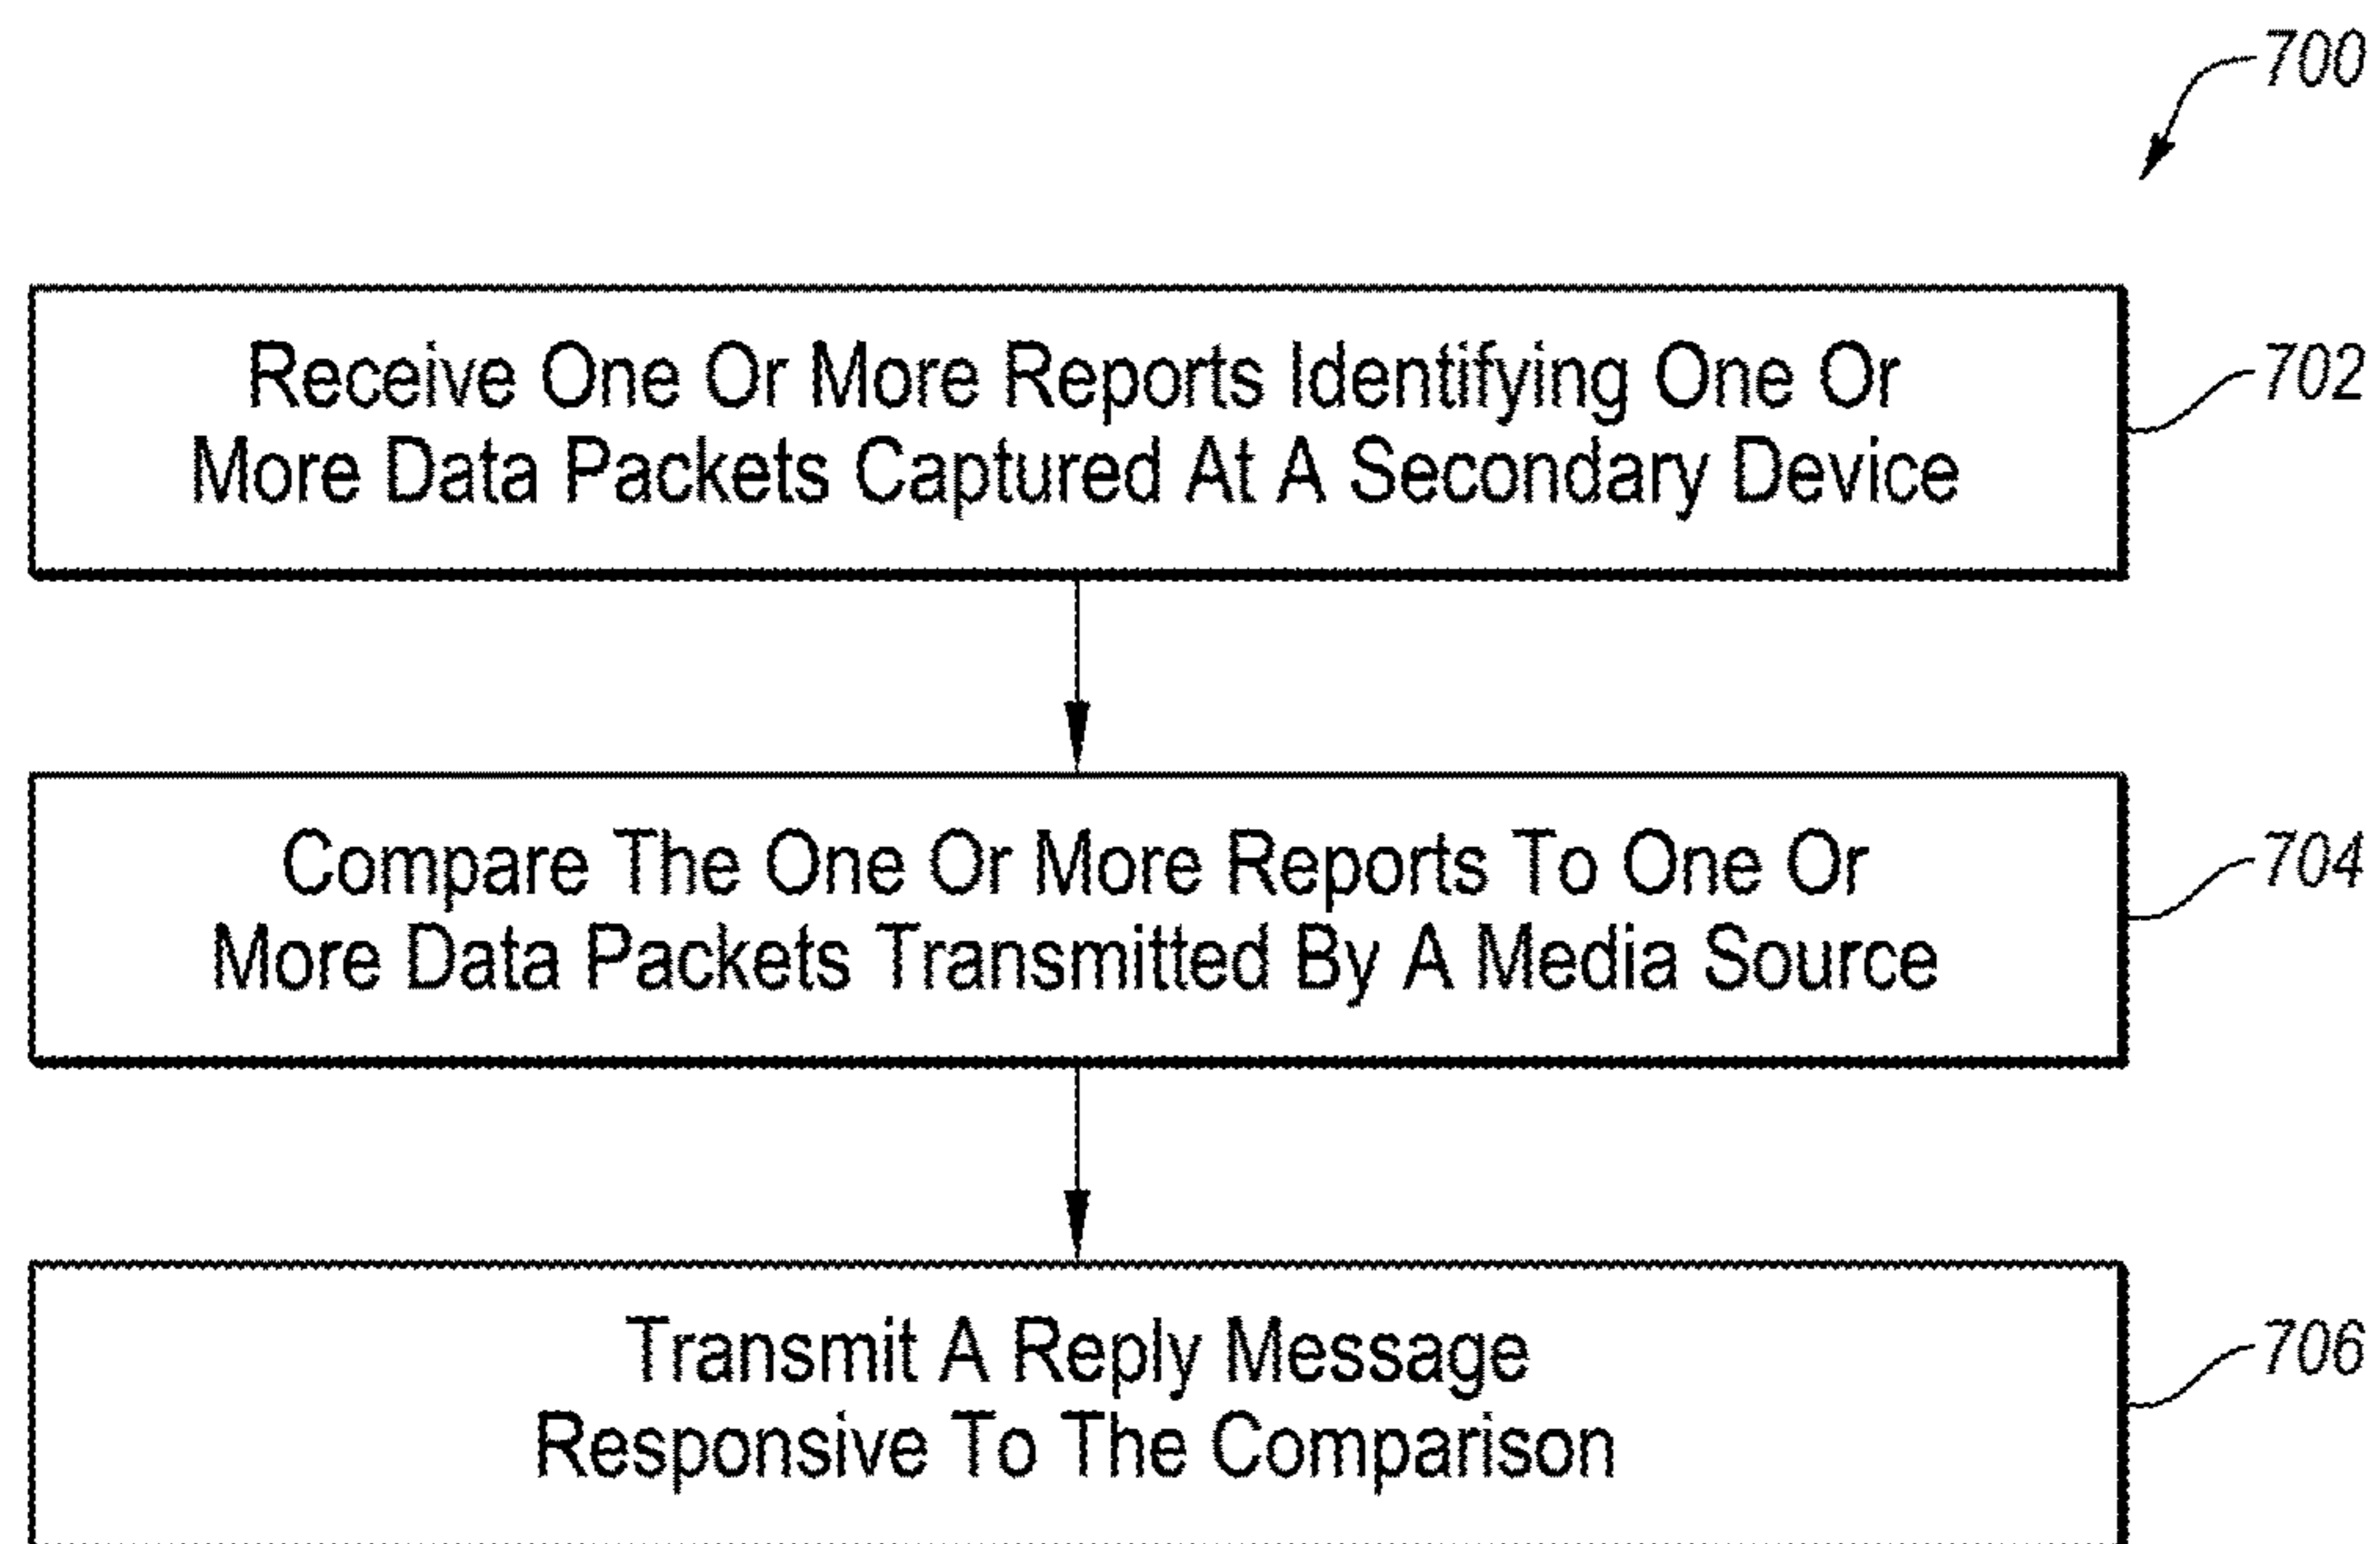 700
Receive One Or More Reports Identifying One Or
More Data Packets Captured At A Secondary Device
702
Compare The One Or More Reports To One Or
More Data Packets Transmitted By A Media Source
704
Transmit A Reply Message
Responsive To The Comparison
706